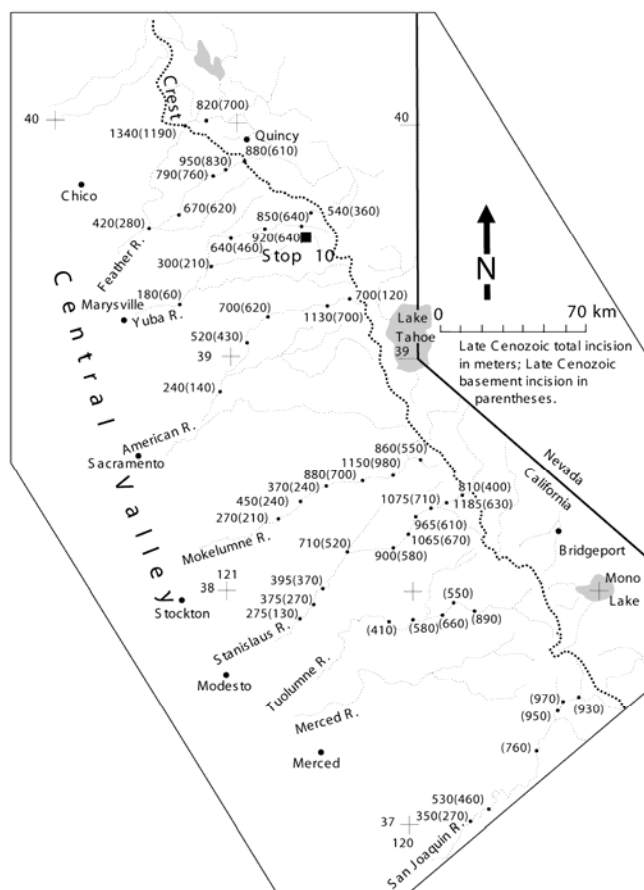 Crest
820(700)
40
40
1340(1190)
Quincy
880(610)
950(830)
790(760)
Chico
670(620)
540(360)
850(640)
420(280)
920(640)
640(460)
Stop 10
Feather R.
300(210)
N
180(60)
700(120)
Marysville
Yuba R.
700(620)
1130(700)
Lake
Tahoe
0 70 km
39
39
520(430)
Late Cenozoic total incision
in meters; Late Cenozoic
basement incision in
parentheses.
240(140)
American R.
Sacramento
Central Valley
860(550)
1150(980)
880(700)
Nevada
California
370(240)
810(400)
1075(710)
1185(630)
450(240)
965(610)
270(210)
1065(670)
Mokelumne R.
710(520)
900(580)
Bridgeport
121
38
395(370)
Mono
Lake
Stockton
375(270)
(550)
275(130)
(410)
(580)
(660)
(890)
Stanislaus R.
Modesto
Tuolumne R.
(970)
(930)
(950)
Merced R.
(760)
Merced
530(460)
37
350(270)
120
San Joaquin R.